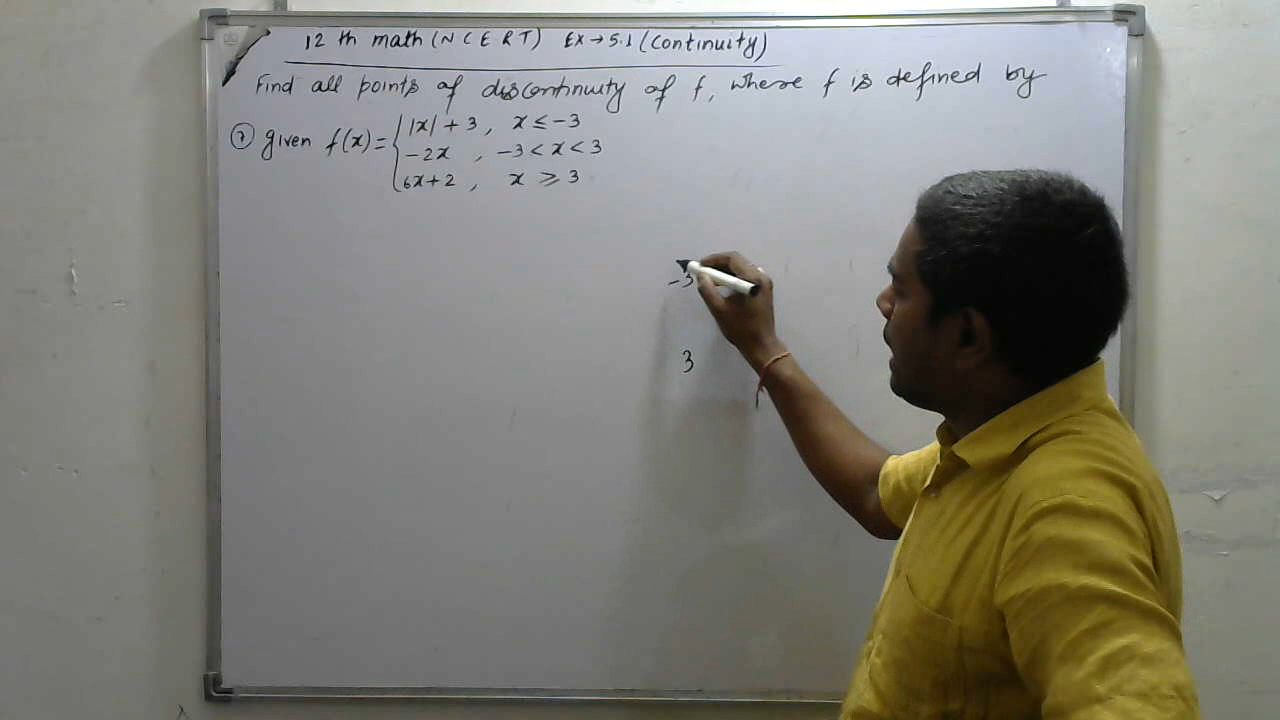 12 th math (NCERT) Ex→5.1 (Continuity)
Find all points of discontinuity of f, where f is defined by
⑦ given f(x)= { |x| + 3 , x ≤ -3
-2x , -3 < x < 3
6x+2 , x ⩾ 3
-3
3